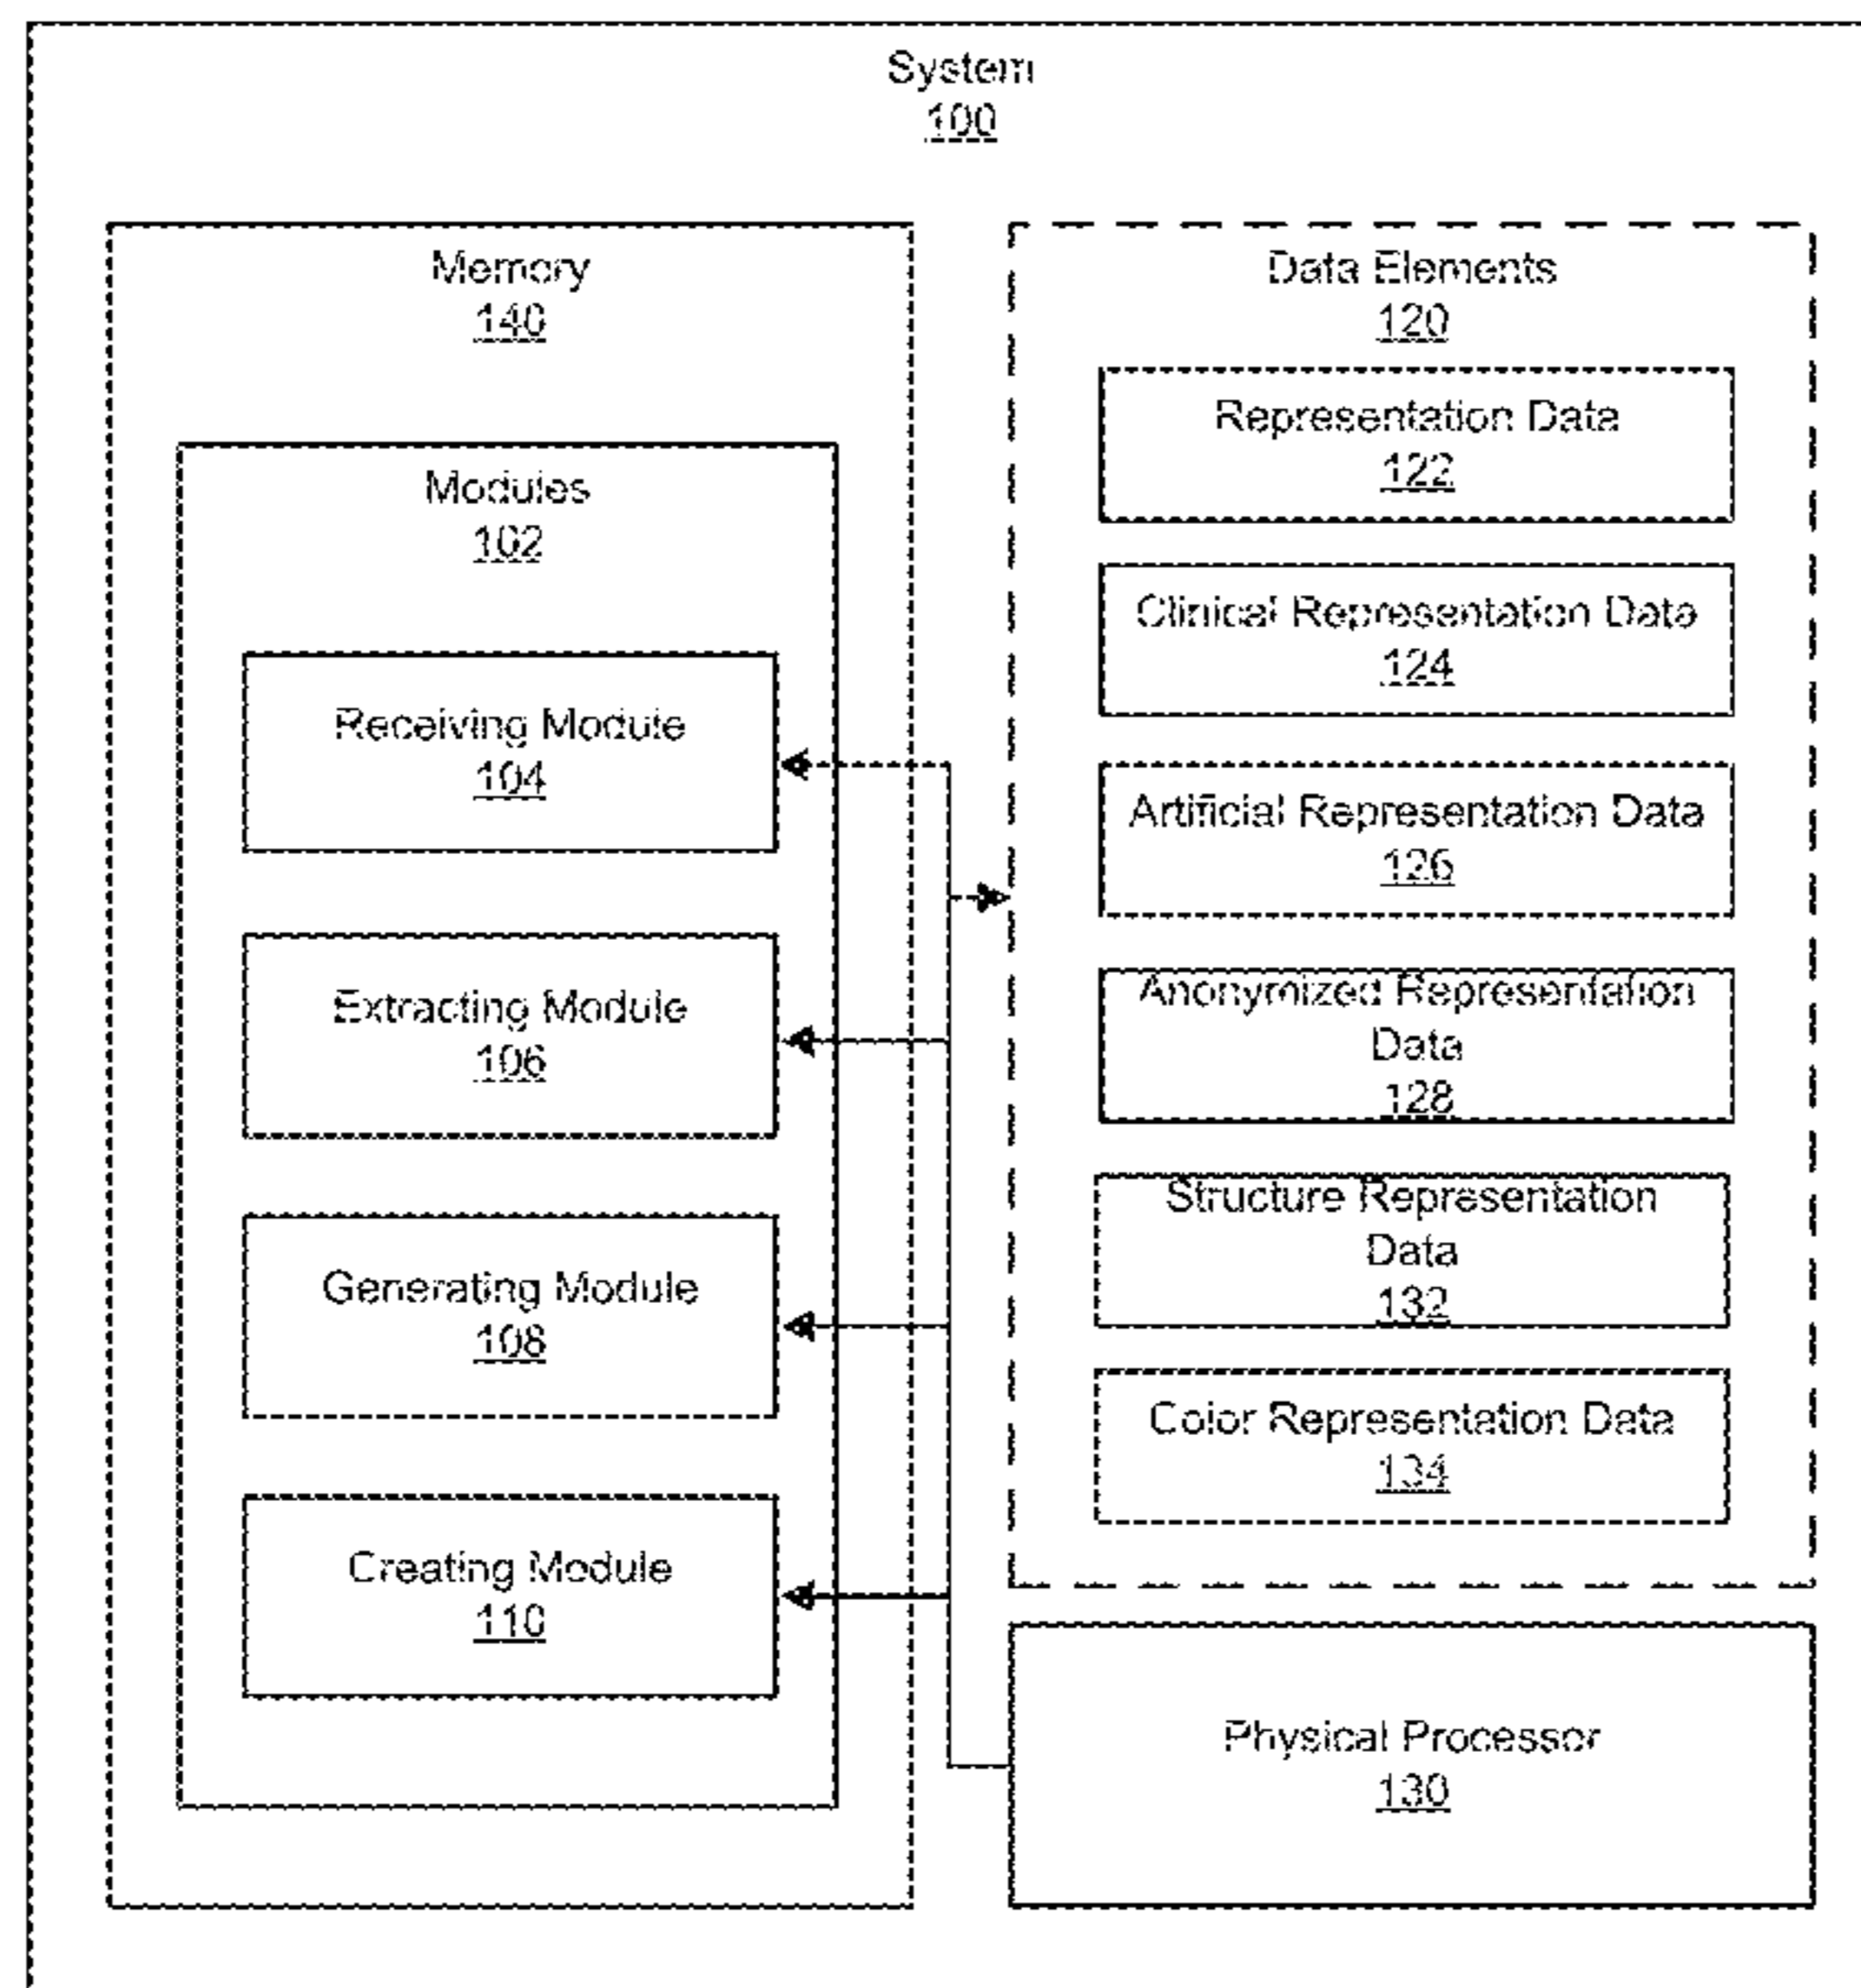 System
100
Memory
140
Modules
102
Receiving Module
104
Extracting Module
106
Generating Module
108
Creating Module
110
Data Elements
120
Representation Data
122
Clinical Representation Data
124
Artificial Representation Data
126
Anonymized Representation
Data
128
Structure Representation
Data
132
Color Representation Data
134
Physical Processor
130